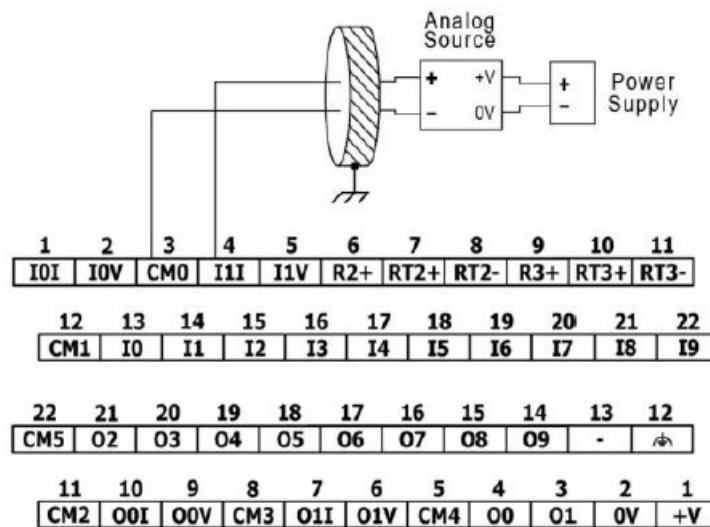 Analog
Source
+ +V + Power
- 0V - Supply
1 2 3 4 5 6 7 8 9 10 11
I0I I0V CM0 I1I I1V R2+ RT2+ RT2- R3+ RT3+ RT3-
12 13 14 15 16 17 18 19 20 21 22
CM1 I0 I1 I2 I3 I4 I5 I6 I7 I8 I9
22 21 20 19 18 17 16 15 14 13 12
CM5 O2 O3 O4 O5 O6 O7 O8 O9 -
11 10 9 8 7 6 5 4 3 2 1
CM2 O0I O0V CM3 O1I O1V CM4 O0 O1 0V +V